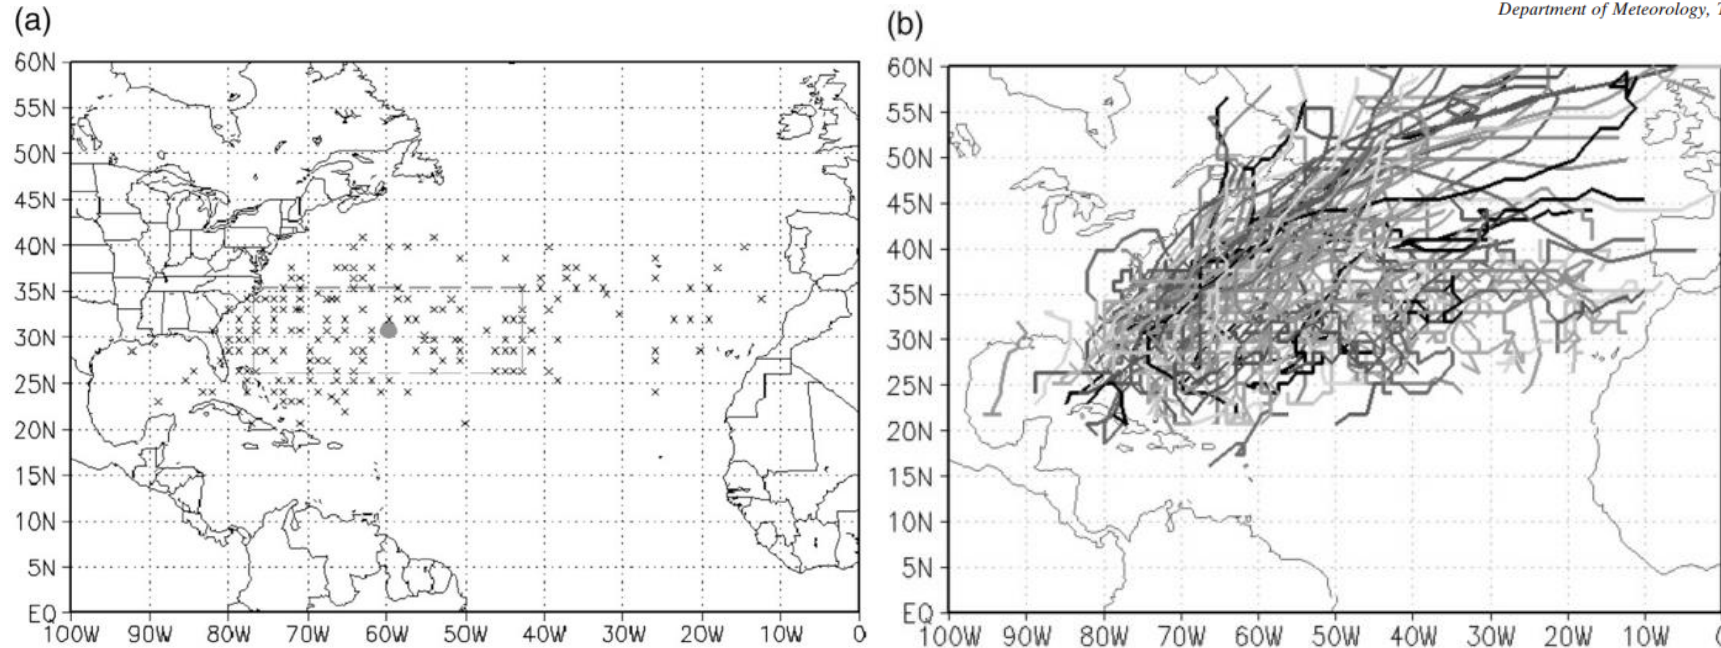 (a)
(b)
Department of Meteorology, T
60N
55N
50N
45N
40N
35N
30N
25N
20N
15N
10N
5N
EQ
100W 90W 80W 70W 60W 50W 40W 30W 20W 10W 0
60N
55N
50N
45N
40N
35N
30N
25N
20N
15N
10N
5N
EQ
100W 90W 80W 70W 60W 50W 40W 30W 20W 10W